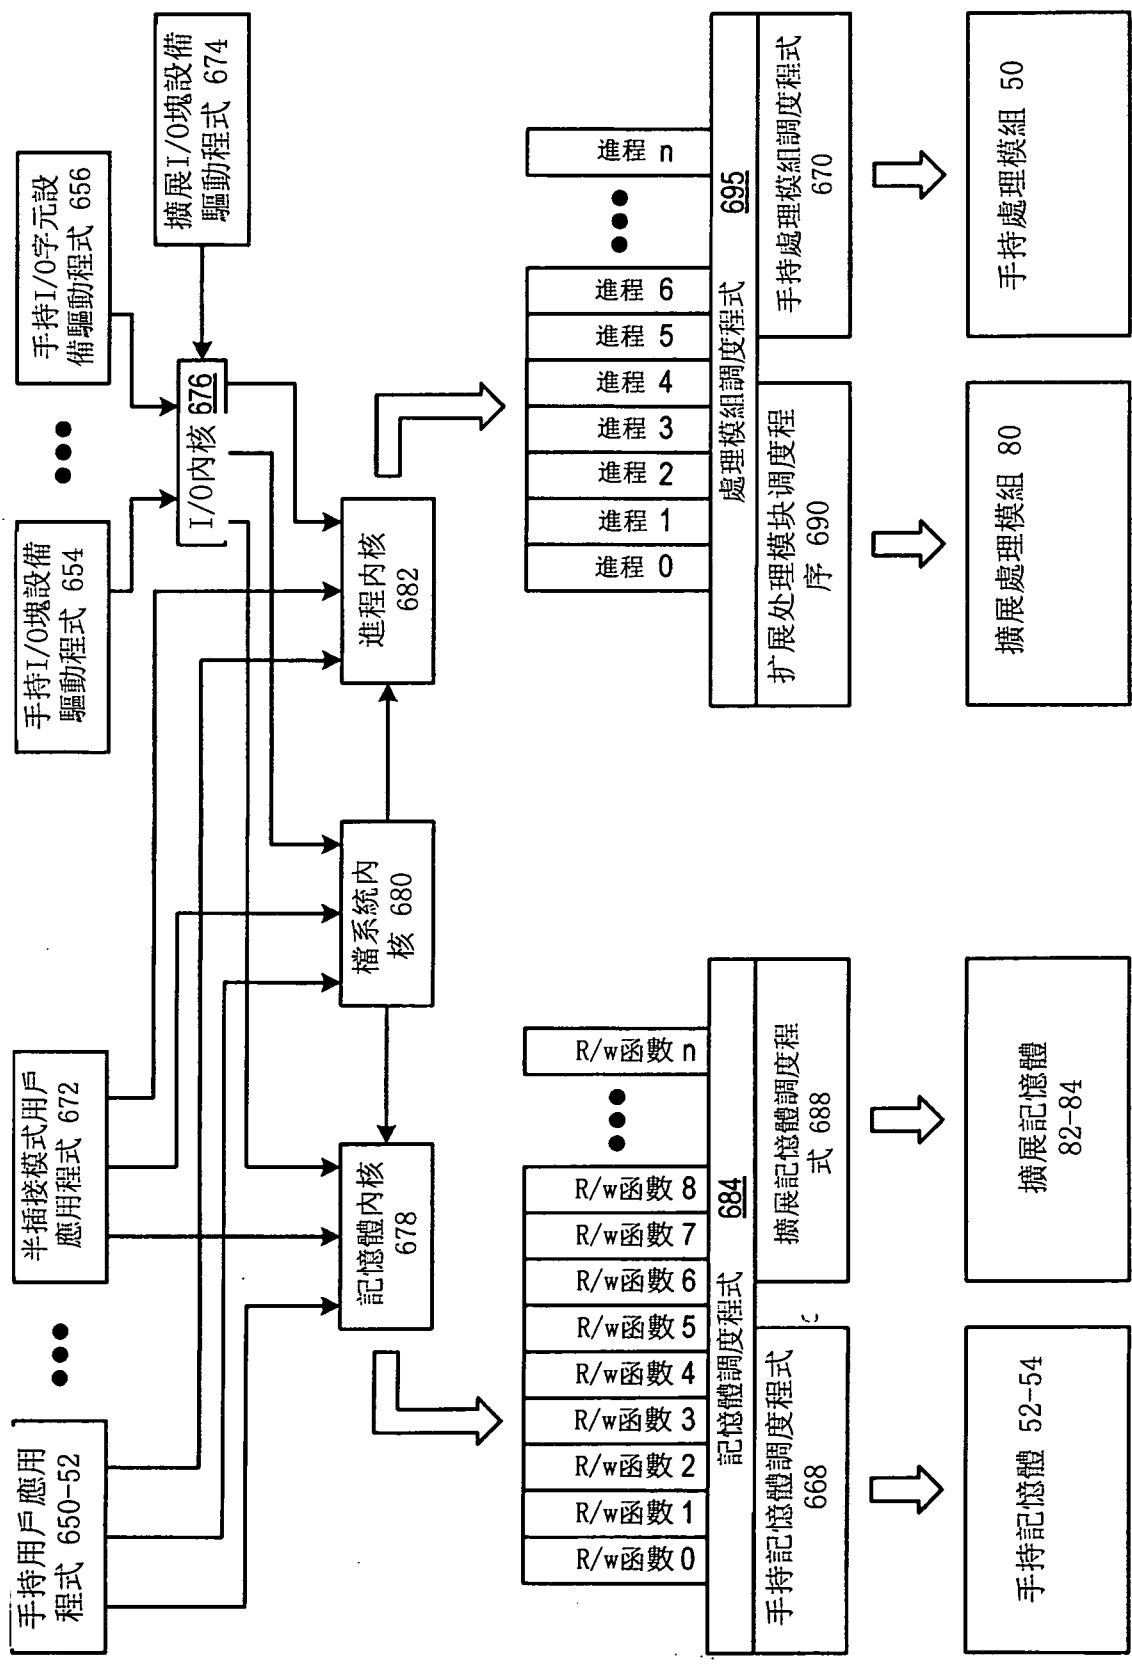 手持用戶應用
程式 650-52
半插接模式用戶
應用程式 672
手持I/O塊設備
驅動程式 654
手持I/O字元設
備驅動程式 656
擴展I/O塊設備
驅動程式 674
I/O內核 676
記憶體內核
678
檔系統內
核 680
進程內核
682
R/w函數 0
R/w函數 1
R/w函數 2
R/w函數 3
R/w函數 4
R/w函數 5
R/w函數 6
R/w函數 7
R/w函數 8
R/w函數 n
進程 0
進程 1
進程 2
進程 3
進程 4
進程 5
進程 6
進程 n
記憶體調度程式 684
處理模組調度程式 695
手持記憶體調度程式
668
擴展記憶體調度程
式 688
扩展处理模块调度程
序 690
手持處理模組調度程式
670
手持記憶體 52-54
擴展記憶體
82-84
擴展處理模組 80
手持處理模組 50